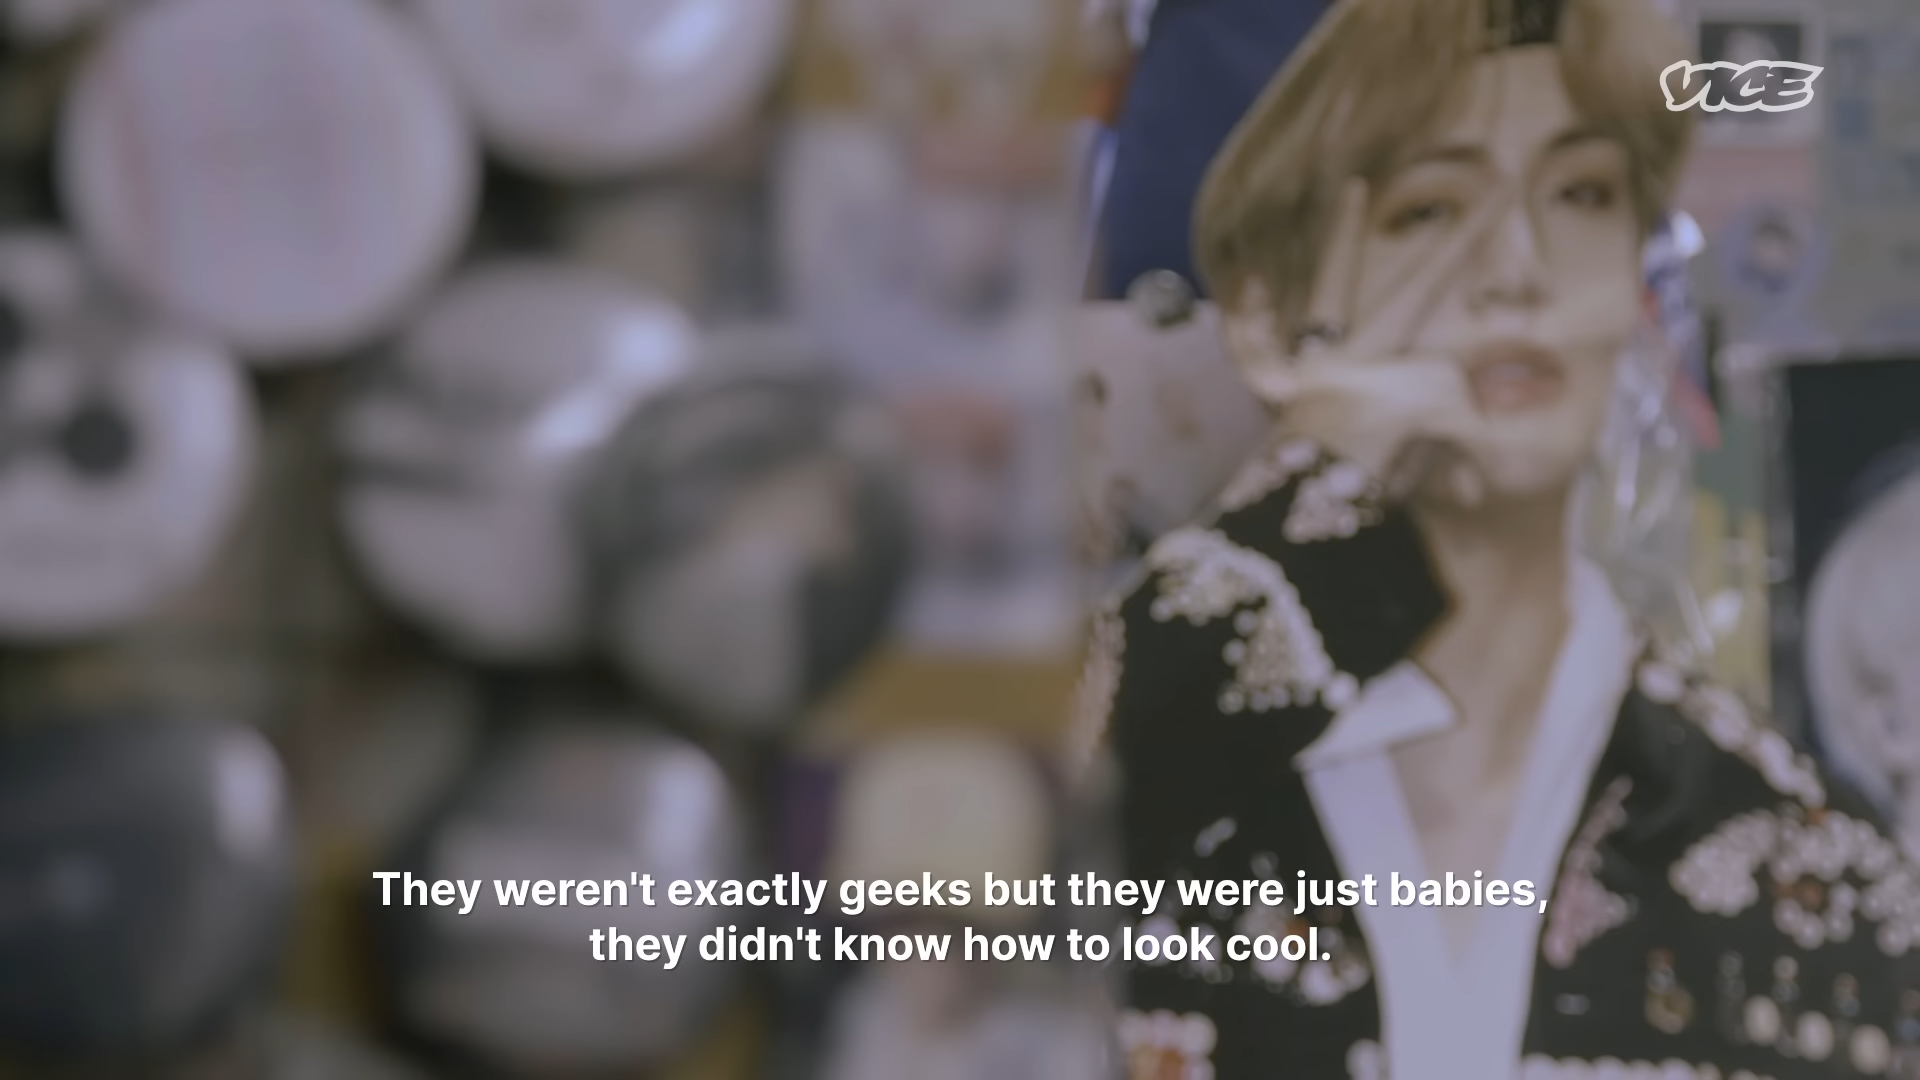 VICE
They weren't exactly geeks but they were just babies,
they didn't know how to look cool.